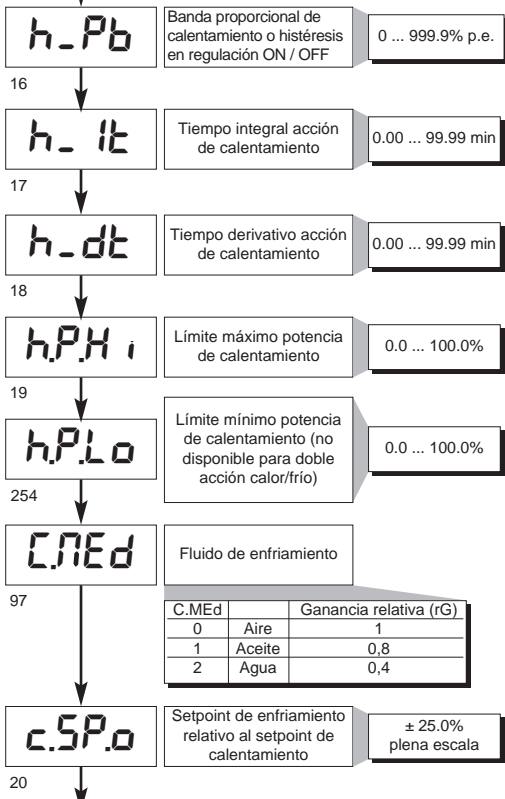 h_Pb
Banda proporcional de
calentamiento o histéresis
en regulación ON / OFF
0 ... 999.9% p.e.
16
h_It
Tiempo integral acción
de calentamiento
0.00 ... 99.99 min
17
h_dt
Tiempo derivativo acción
de calentamiento
0.00 ... 99.99 min
18
h.P.Hi
Límite máximo potencia
de calentamiento
0.0 ... 100.0%
19
h.P.Lo
Límite mínimo potencia
de calentamiento (no
disponible para doble
acción calor/frío)
0.0 ... 100.0%
254
C.MEd
Fluido de enfriamiento
97
C.MEd Ganancia relativa (rG)
0 Aire 1
1 Aceite 0,8
2 Agua 0,4
c.SP.o
Setpoint de enfriamiento
relativo al setpoint de
calentamiento
± 25.0%
plena escala
20